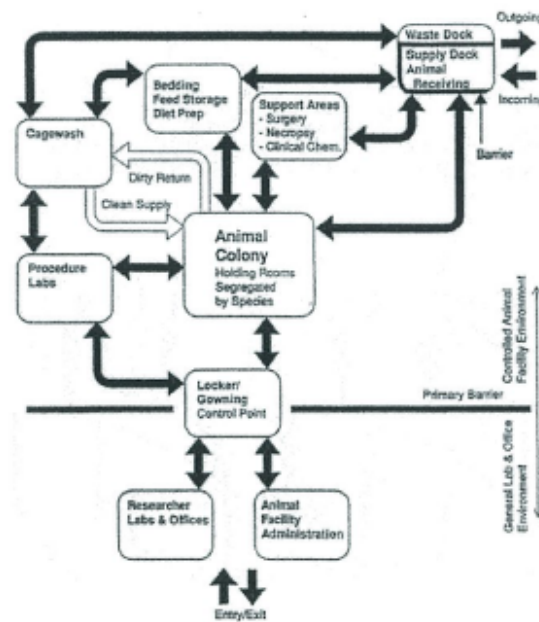 Outgoing
Waste Dock
Supply Dock
Animal
Receiving
Incoming
Barrier
Bedding
Feed Storage
Diet Prep
Support Areas
- Surgery
- Necropsy
- Clinical Chem.
Cagewash
Dirty Return
Clean Supply
Animal
Colony
Holding Rooms
Segregated
by Species
Procedure
Labs
Locker/
Gowning
Control Point
Primary Barrier
Controlled Animal
Facility Environment
General Lab & Office
Environment
Researcher
Labs & Offices
Animal
Facility
Administration
Entry/Exit